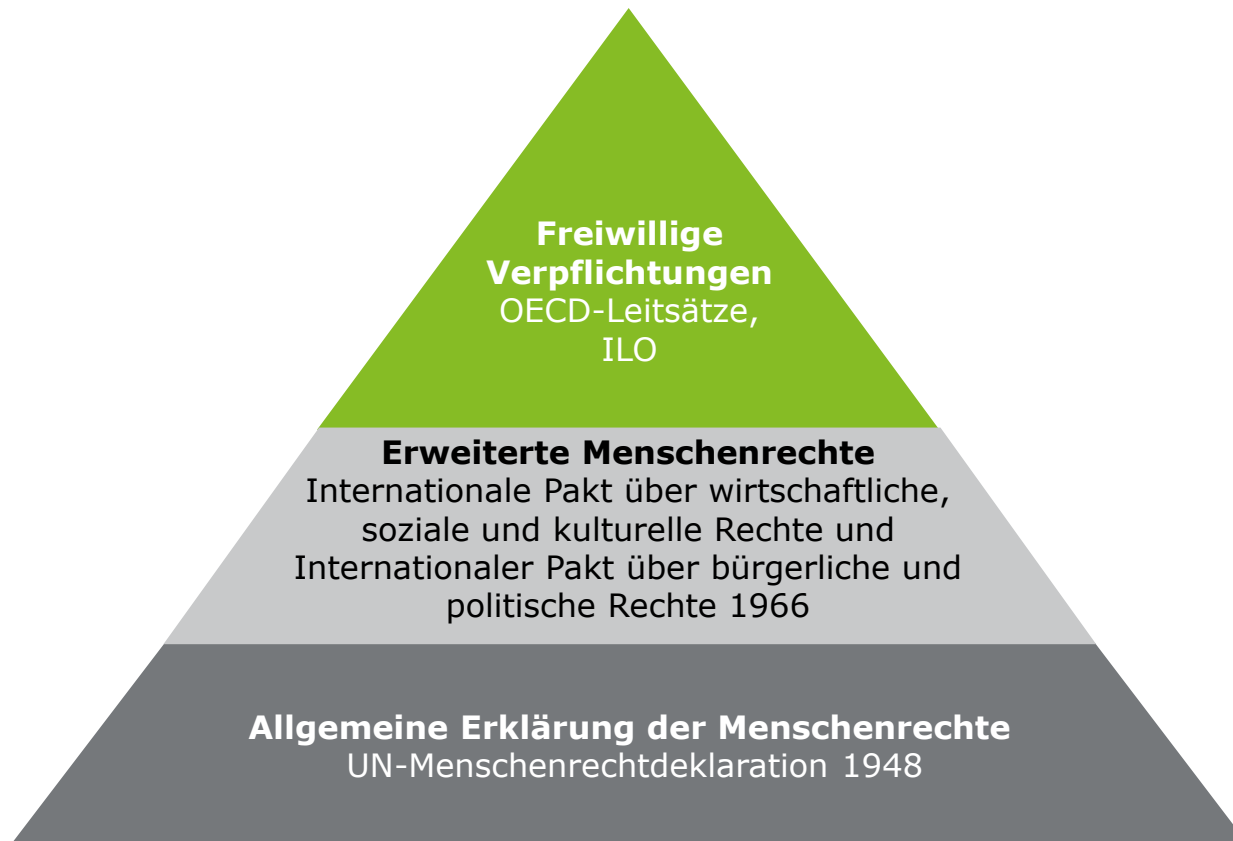 Freiwillige
Verpflichtungen
OECD-Leitsätze,
ILO
Erweiterte Menschenrechte
Internationale Pakt über wirtschaftliche,
soziale und kulturelle Rechte und
Internationaler Pakt über bürgerliche und
politische Rechte 1966
Allgemeine Erklärung der Menschenrechte
UN-Menschenrechtdeklaration 1948